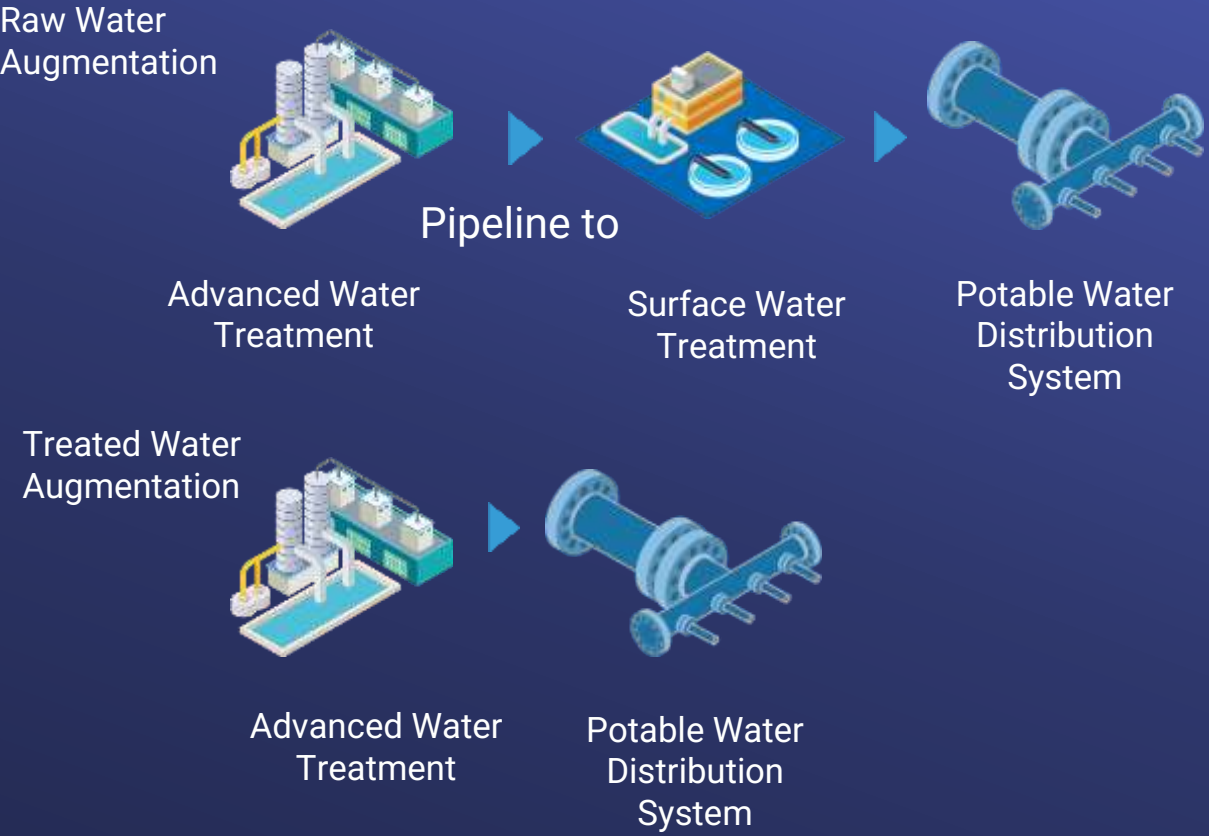 Raw Water
Augmentation
Pipeline to
Advanced Water
Treatment
Surface Water
Treatment
Potable Water
Distribution
System
Treated Water
Augmentation
Advanced Water
Treatment
Potable Water
Distribution
System